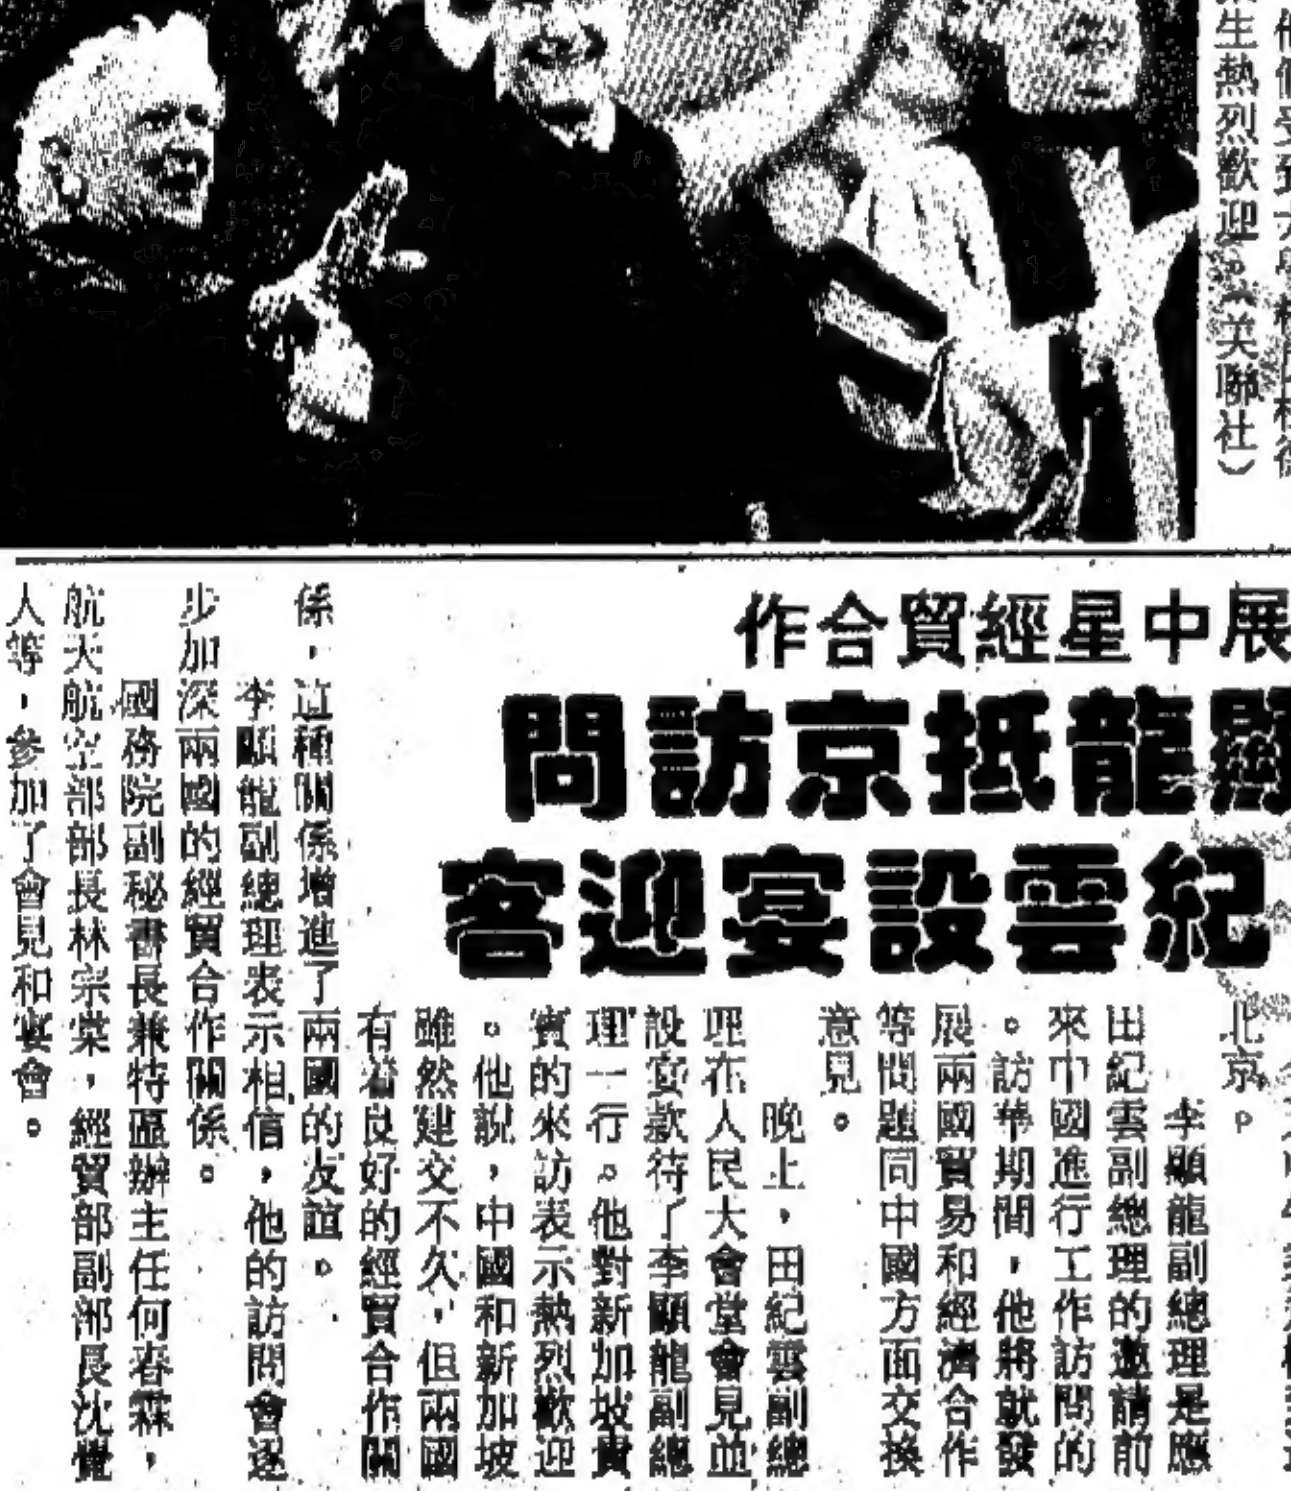 生熱烈歡迎。（美聯社）
展中星經貿合作
顯龍抵京訪問
紀雲設宴迎客
北京。
李顯龍副總理是應
田紀雲副總理的邀請前
來中國進行工作訪問的
。訪華期間，他將就發
展兩國貿易和經濟合作
等問題同中國方面交換
意見。
晚上，田紀雲副總
理在人民大會堂會見並
設宴款待了李顯龍副總
理一行。他對新加坡貴
賓的來訪表示熱烈歡迎
。他說，中國和新加坡
雖然建交不久，但兩國
有着良好的經貿合作關
係，這種關係增進了兩國的友誼。
李顯龍副總理表示相信，他的訪問會逐
步加深兩國的經貿合作關係。
國務院副秘書長兼特區辦主任何春霖，
航天航空部部長林宗棠，經貿部副部長沈覺
人等，參加了會見和宴會。